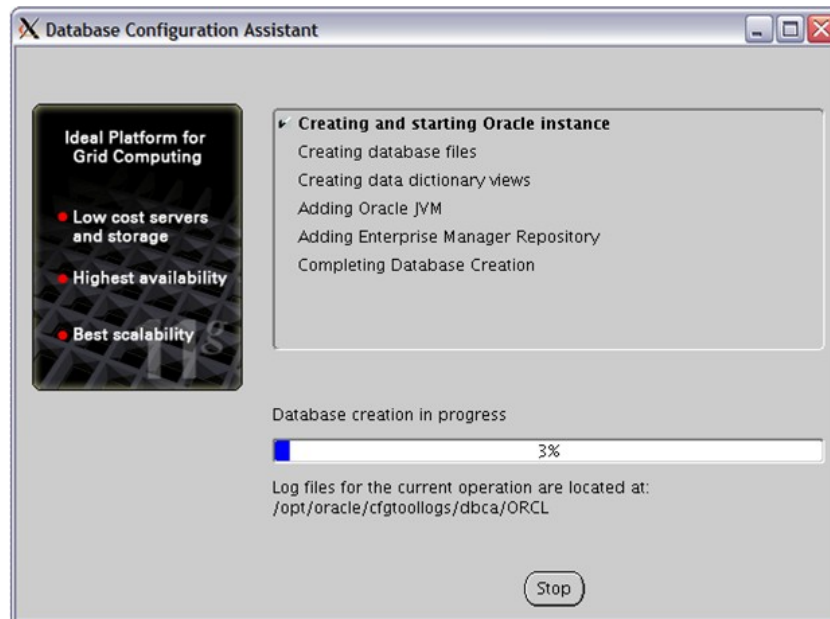 Database Configuration Assistant
Ideal Platform for
Grid Computing
Low cost servers
and storage
Highest availability
Best scalability
11g
Creating and starting Oracle instance
Creating database files
Creating data dictionary views
Adding Oracle JVM
Adding Enterprise Manager Repository
Completing Database Creation
Database creation in progress
3%
Log files for the current operation are located at:
/opt/oracle/cfgtoollogs/dbca/ORCL
Stop